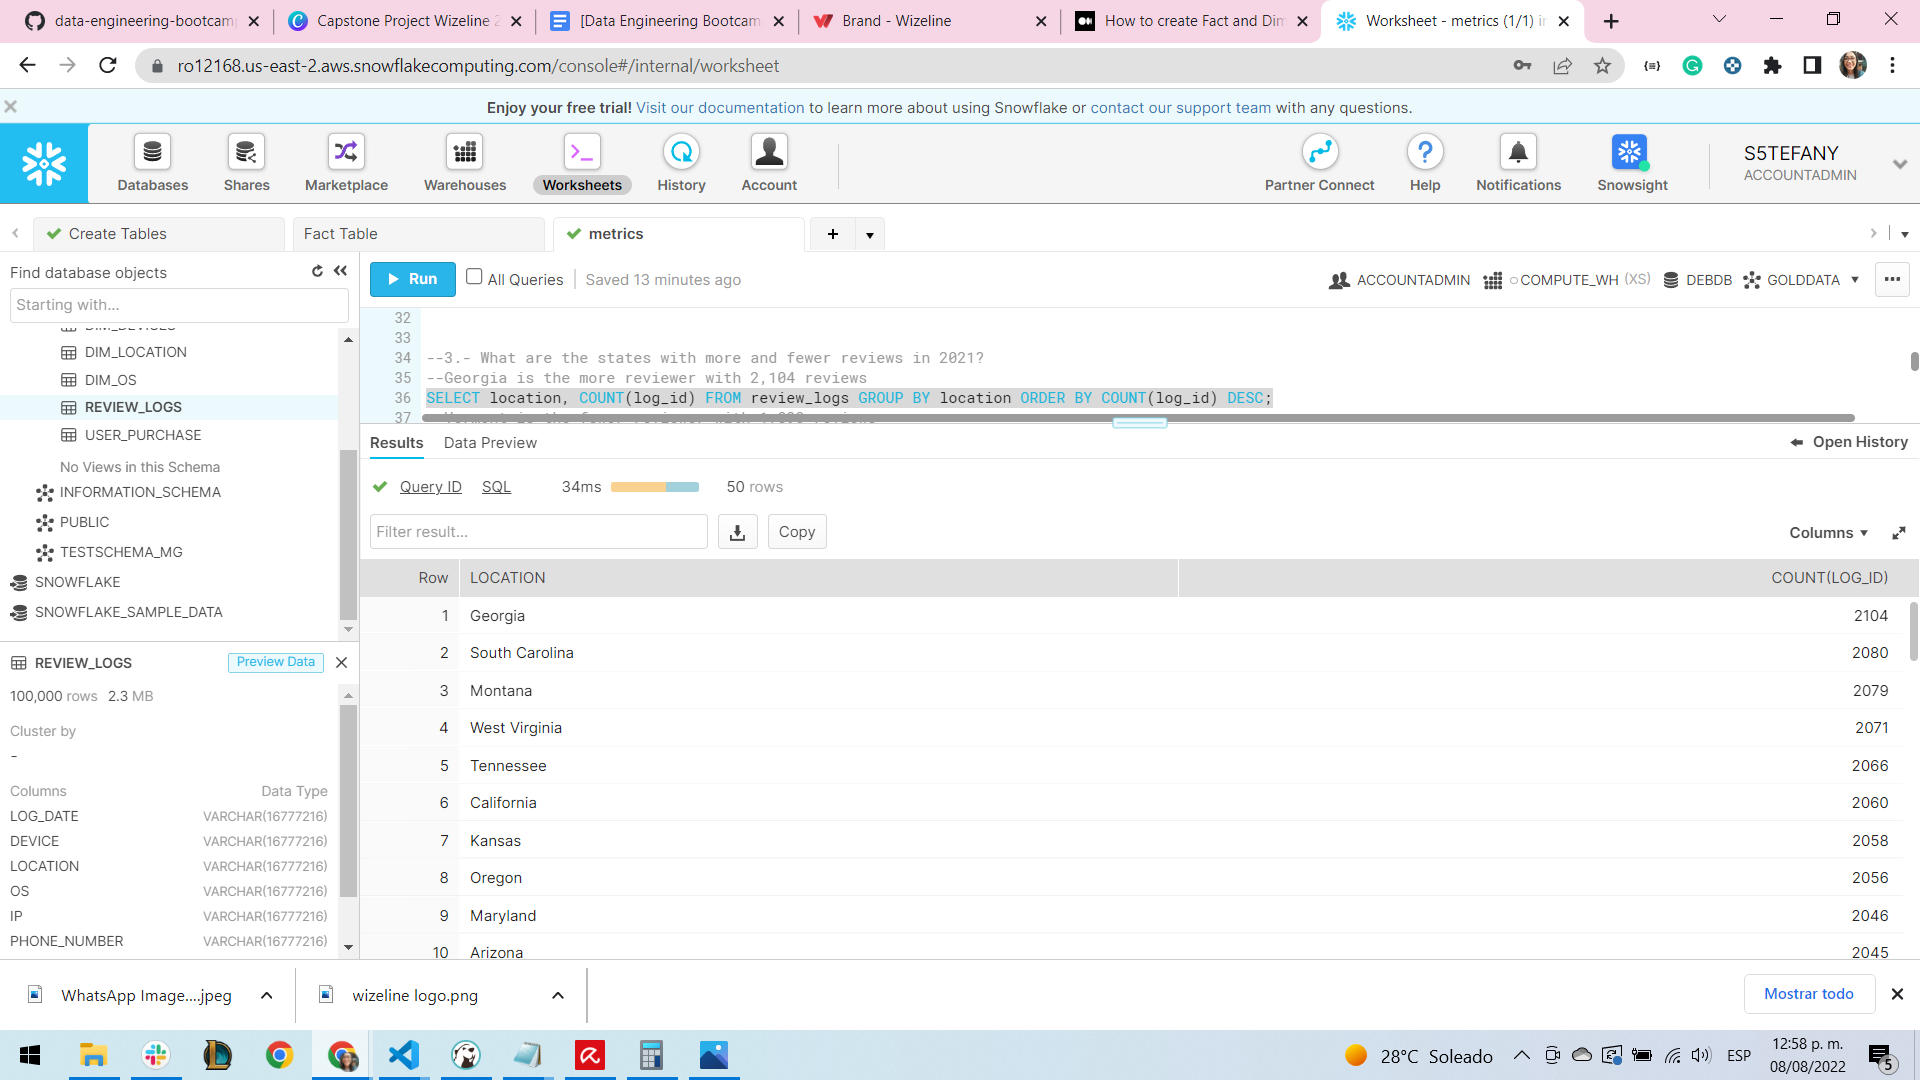 data-engineering-bootcam
Capstone Project Wizeline 2
[Data Engineering Bootcam
Brand - Wizeline
How to create Fact and Dim
Worksheet - metrics (1/1) in
ro12168.us-east-2.aws.snowflakecomputing.com/console#/internal/worksheet
Enjoy your free trial! Visit our documentation to learn more about using Snowflake or contact our support team with any questions.
Databases
Shares
Marketplace
Warehouses
Worksheets
History
Account
Partner Connect
Help
Notifications
Snowsight
S5TEFANY
ACCOUNTADMIN
Create Tables
Fact Table
metrics
Find database objects
Starting with...
DIM_DEVICES
DIM_LOCATION
DIM_OS
REVIEW_LOGS
USER_PURCHASE
No Views in this Schema
INFORMATION_SCHEMA
PUBLIC
TESTSCHEMA_MG
SNOWFLAKE
SNOWFLAKE_SAMPLE_DATA
REVIEW_LOGS
Preview Data
100,000 rows 2.3 MB
Cluster by
-
Columns Data Type
LOG_DATE VARCHAR(16777216)
DEVICE VARCHAR(16777216)
LOCATION VARCHAR(16777216)
OS VARCHAR(16777216)
IP VARCHAR(16777216)
PHONE_NUMBER VARCHAR(16777216)
Run
All Queries
Saved 13 minutes ago
ACCOUNTADMIN
COMPUTE_WH (XS)
DEBDB
GOLDDATA
32
33
34 --3.- What are the states with more and fewer reviews in 2021?
35 --Georgia is the more reviewer with 2,104 reviews
36 SELECT location, COUNT(log_id) FROM review_logs GROUP BY location ORDER BY COUNT(log_id) DESC;
37
Results
Data Preview
Open History
Query ID
SQL
34ms
50 rows
Filter result...
Copy
Columns
Row LOCATION COUNT(LOG_ID)
1 Georgia 2104
2 South Carolina 2080
3 Montana 2079
4 West Virginia 2071
5 Tennessee 2066
6 California 2060
7 Kansas 2058
8 Oregon 2056
9 Maryland 2046
10 Arizona 2045
WhatsApp Image....jpeg
wizeline logo.png
Mostrar todo
28°C Soleado
ESP
12:58 p. m.
08/08/2022
5